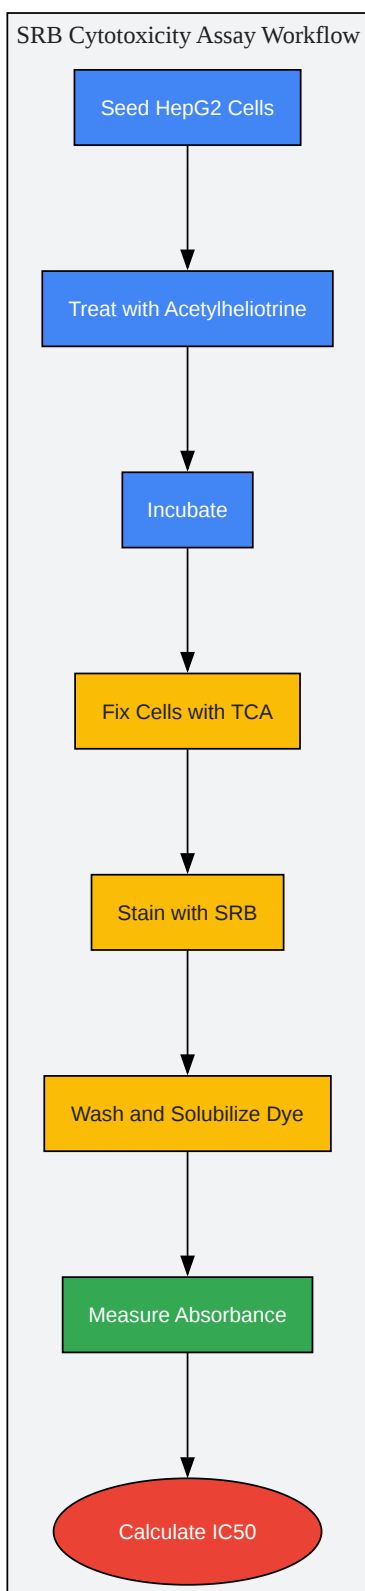 SRB Cytotoxicity Assay Workflow
Seed HepG2 Cells
Treat with Acetylheliotrine
Incubate
Fix Cells with TCA
Stain with SRB
Wash and Solubilize Dye
Measure Absorbance
Calculate IC50